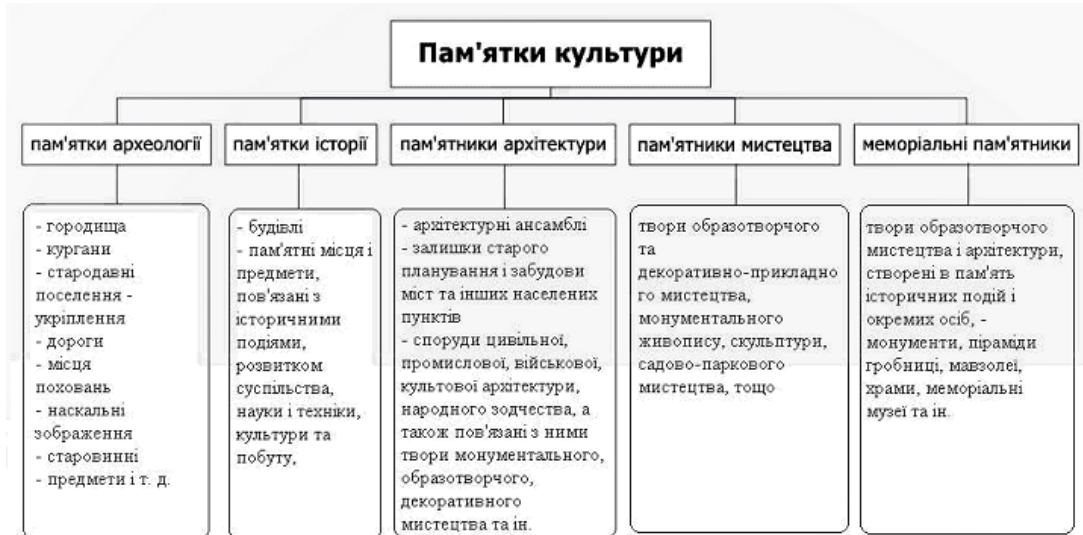 Пам'ятки культури
пам'ятки археології
пам'ятки історії
пам'ятники архітектури
пам'ятники мистецтва
меморіальні пам'ятники
- городища
- кургани
- стародавні
поселення -
укріплення
- дороги
- місця
поховань
- наскальні
зображення
- старовинні
- предмети і т. д.
- будівлі
- пам'ятні місця і
предмети,
пов'язані з
історичними
подіями,
розвитком
суспільства,
науки і техніки,
культури та
побуту,
- архітектурні ансамблі
- залишки старого
планування і забудови
міст та інших населених
пунктів
- споруди цивільної,
промислової, військової,
культової архітектури,
народного зодчества, а
також пов'язані з ними
твори монументального,
образотворчого,
декоративного
мистецтва та ін.
твори образотворчого
та
декоративно-прикладно
го мистецтва,
монументального
живопису, скульптури,
садово-паркового
мистецтва, тощо
твори образотворчого
мистецтва і архітектури,
створені в пам'ять
історичних подій і
окремих осіб, -
монументи, піраміди
гробниці, мавзолеї,
храми, меморіальні
музеї та ін.